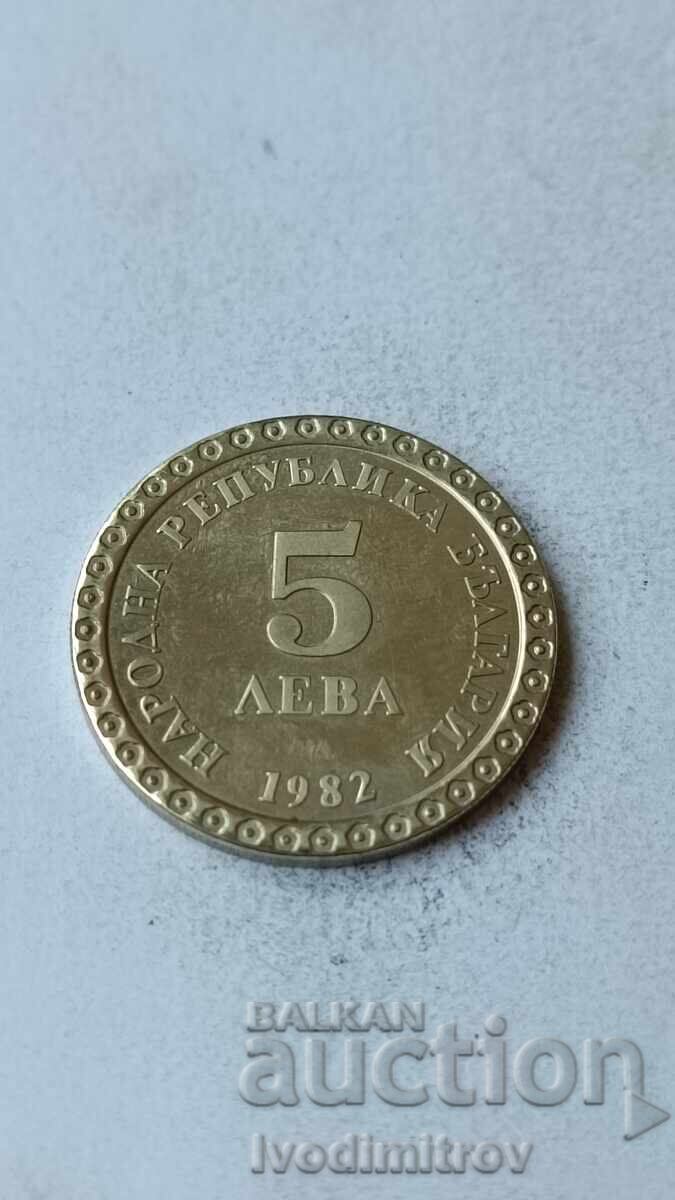 НАРОДНА РЕПУБЛИКА БЪЛГАРИЯ
5
ЛЕВА
1982
BALKAN
auction
Ivodimitrov